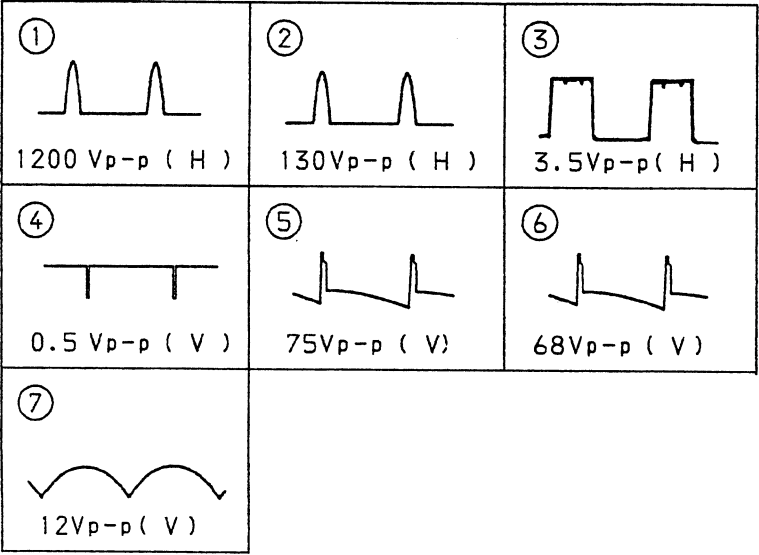 ① ② ③
1200 Vp-p ( H ) 130Vp-p ( H ) 3.5Vp-p( H )
④ ⑤ ⑥
0.5 Vp-p ( V ) 75Vp-p ( V) 68Vp-p ( V )
⑦
12Vp-p( V )